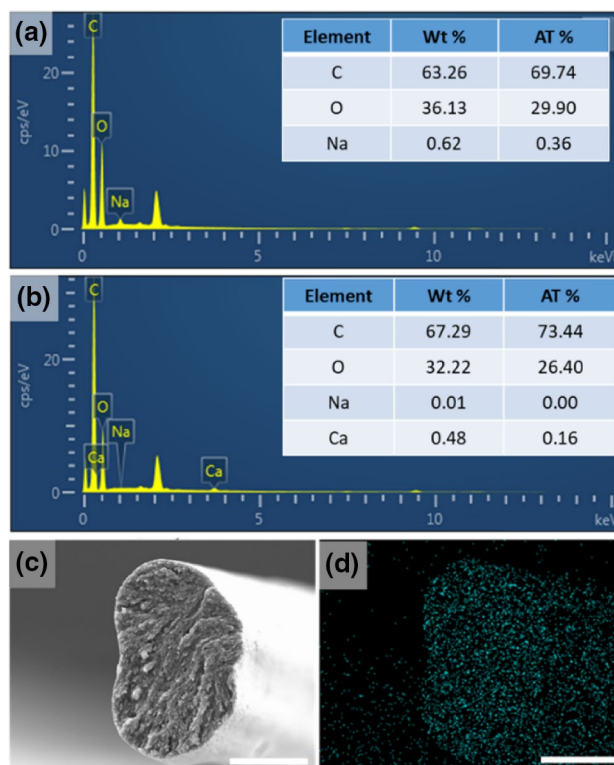 (a)
C
O
Na
cps/eV
20
10
0
5
10
keV
Element Wt % AT %
C 63.26 69.74
O 36.13 29.90
Na 0.62 0.36
(b)
C
O
Na
Ca
Ca
cps/eV
20
0
0
5
10
keV
Element Wt % AT %
C 67.29 73.44
O 32.22 26.40
Na 0.01 0.00
Ca 0.48 0.16
(c)
(d)